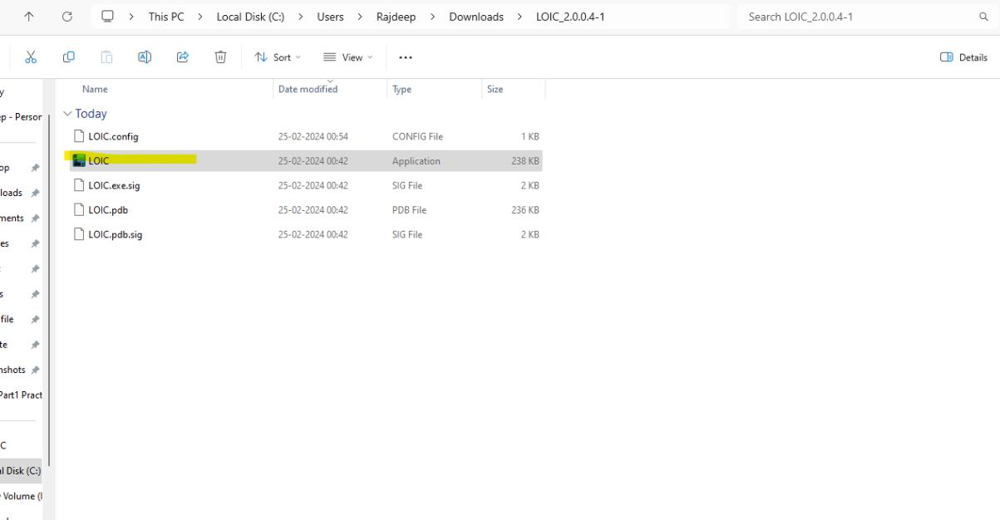 This PC > Local Disk (C:) > Users > Rajdeep > Downloads > LOIC_2.0.0.4-1 Search LOIC_2.0.0.4-1
Sort View Details
Name Date modified Type Size
y
ep - Person
Today
LOIC.config 25-02-2024 00:54 CONFIG File 1 KB
LOIC 25-02-2024 00:42 Application 238 KB
op
LOIC.exe.sig 25-02-2024 00:42 SIG File 2 KB
loads
LOIC.pdb 25-02-2024 00:42 PDB File 236 KB
ments
LOIC.pdb.sig 25-02-2024 00:42 SIG File 2 KB
es
s
file
te
nshots
Part1 Pract
C
al Disk (C:)
Volume (